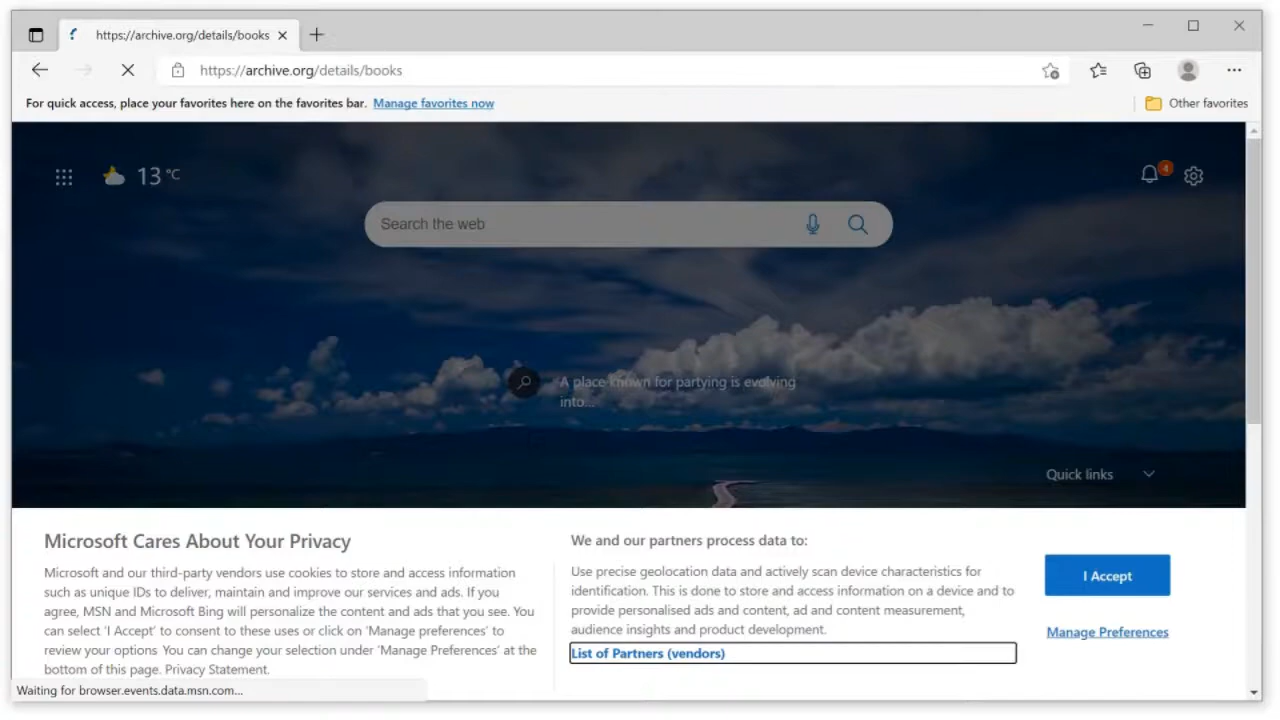 https://archive.org/details/books
https://archive.org/details/books
For quick access, place your favorites here on the favorites bar. Manage favorites now
Other favorites
13 °C
4
Search the web
A place known for partying is evolving
into...
Quick links
Microsoft Cares About Your Privacy
Microsoft and our third-party vendors use cookies to store and access information
such as unique IDs to deliver, maintain and improve our services and ads. If you
agree, MSN and Microsoft Bing will personalize the content and ads that you see. You
can select 'I Accept' to consent to these uses or click on 'Manage preferences' to
review your options You can change your selection under 'Manage Preferences' at the
bottom of this page. Privacy Statement.
We and our partners process data to:
Use precise geolocation data and actively scan device characteristics for
identification. This is done to store and access information on a device and to
provide personalised ads and content, ad and content measurement,
audience insights and product development.
List of Partners (vendors)
I Accept
Manage Preferences
Waiting for browser.events.data.msn.com...